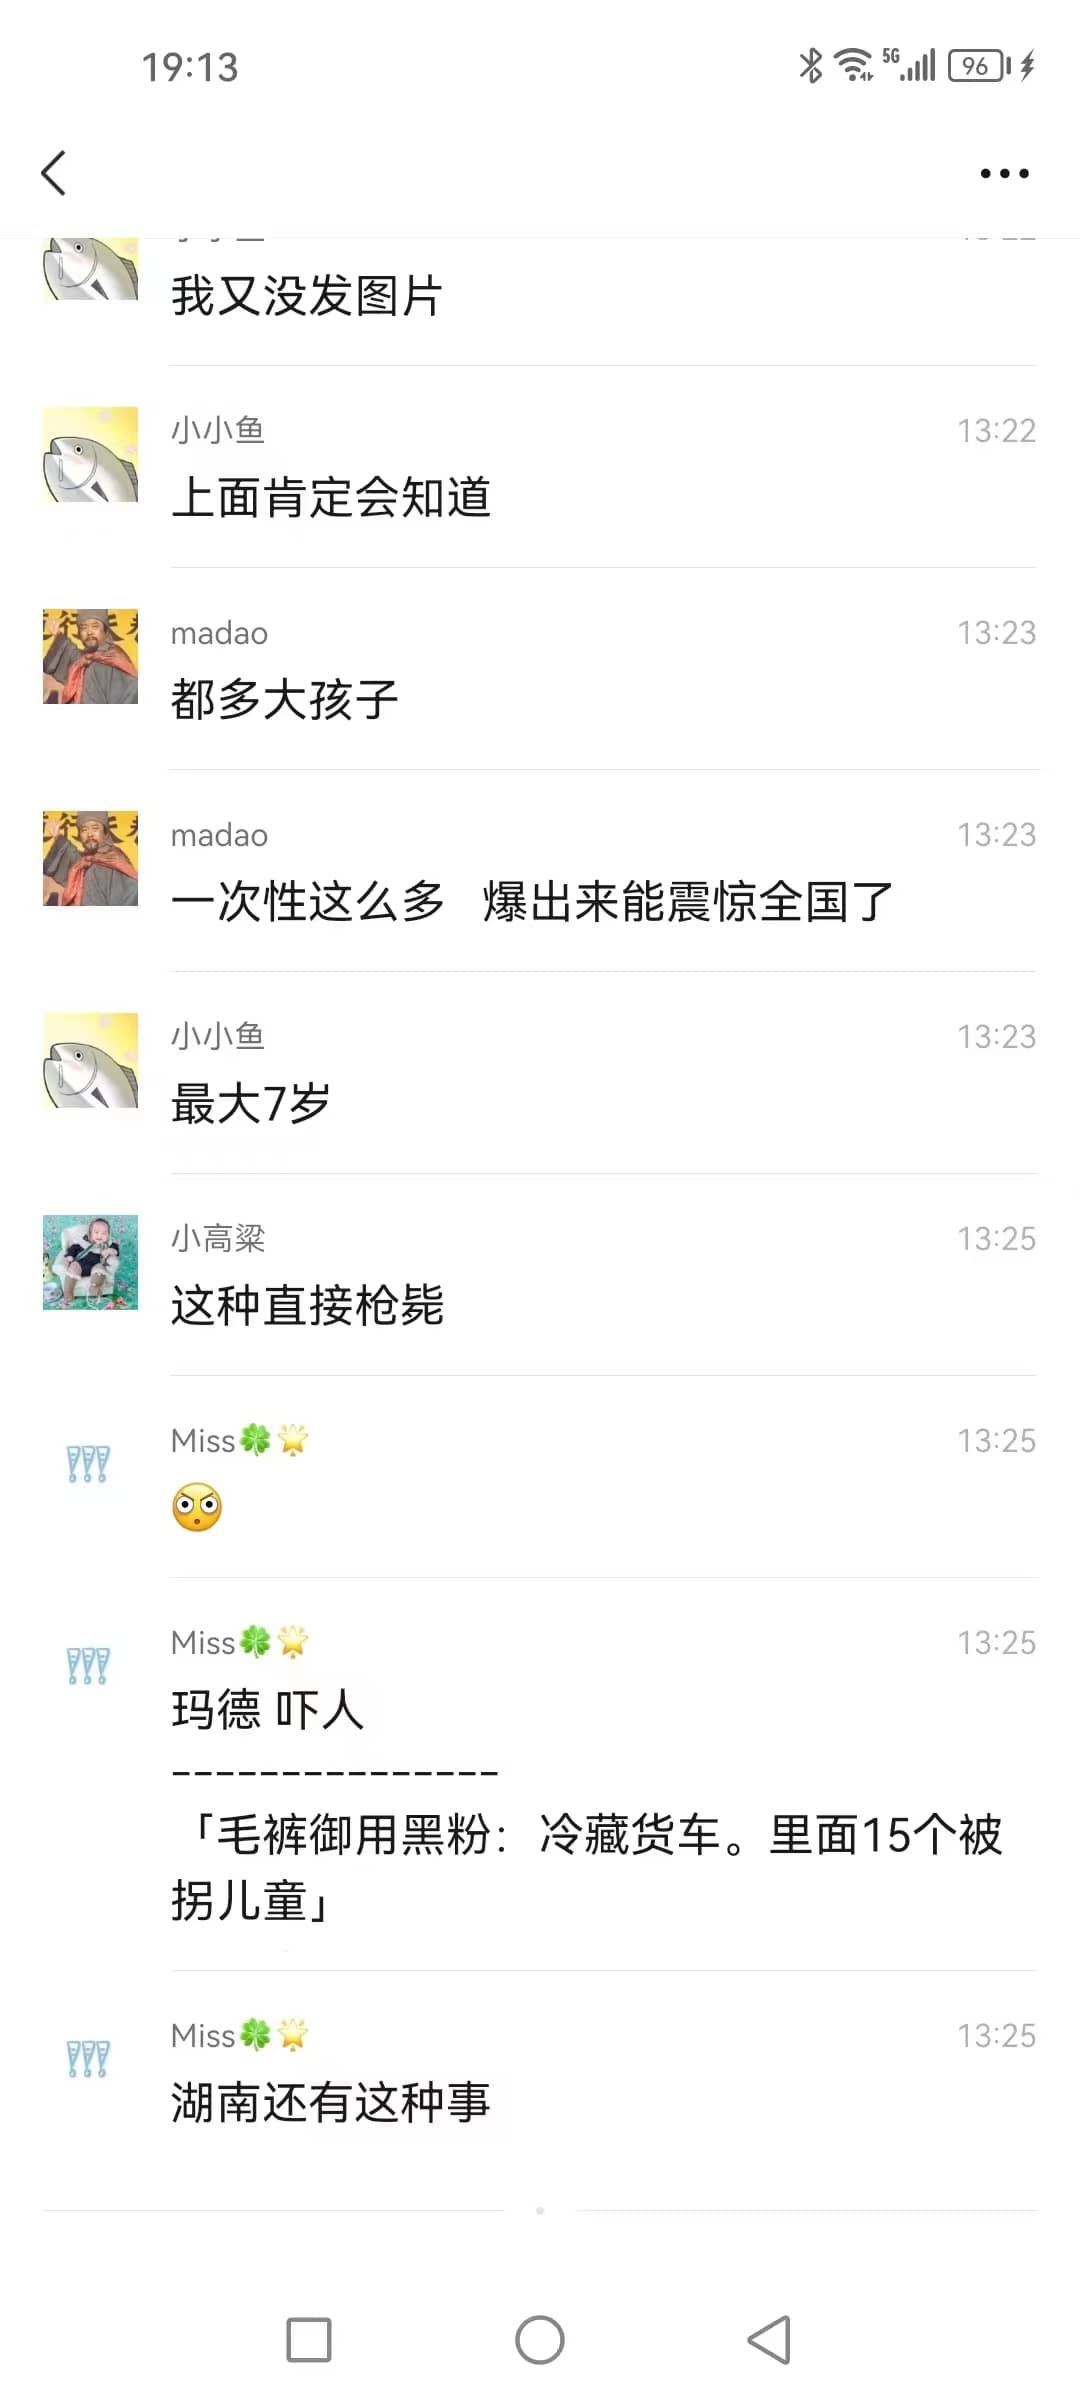 19:13
5G
96
我又没发图片
小小鱼 13:22
上面肯定会知道
madao 13:23
都多大孩子
madao 13:23
一次性这么多 爆出来能震惊全国了
小小鱼 13:23
最大7岁
小高粱 13:25
这种直接枪毙
Miss🍀🌟 13:25
Miss🍀🌟 13:25
玛德 吓人
---------------
「毛裤御用黑粉：冷藏货车。里面15个被
拐儿童」
Miss🍀🌟 13:25
湖南还有这种事